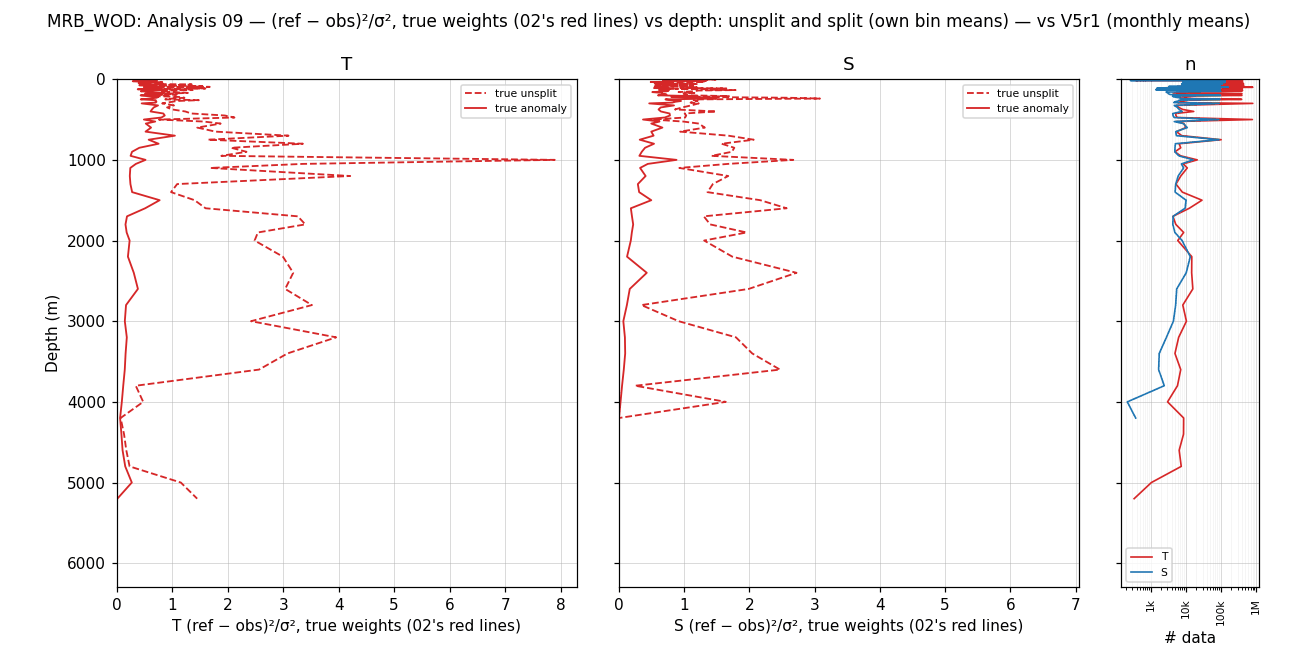 MRB_WOD: Analysis 09 — (ref − obs)²/σ², true weights (02's red lines) vs depth: unsplit and split (own bin means) — vs V5r1 (monthly means)
T
S
n
true unsplit
true anomaly
true unsplit
true anomaly
0
1000
2000
3000
4000
5000
6000
Depth (m)
T
S
0 1 2 3 4 5 6 7 8
0 1 2 3 4 5 6 7
1k 10k 100k 1M
T (ref − obs)²/σ², true weights (02's red lines)
S (ref − obs)²/σ², true weights (02's red lines)
# data